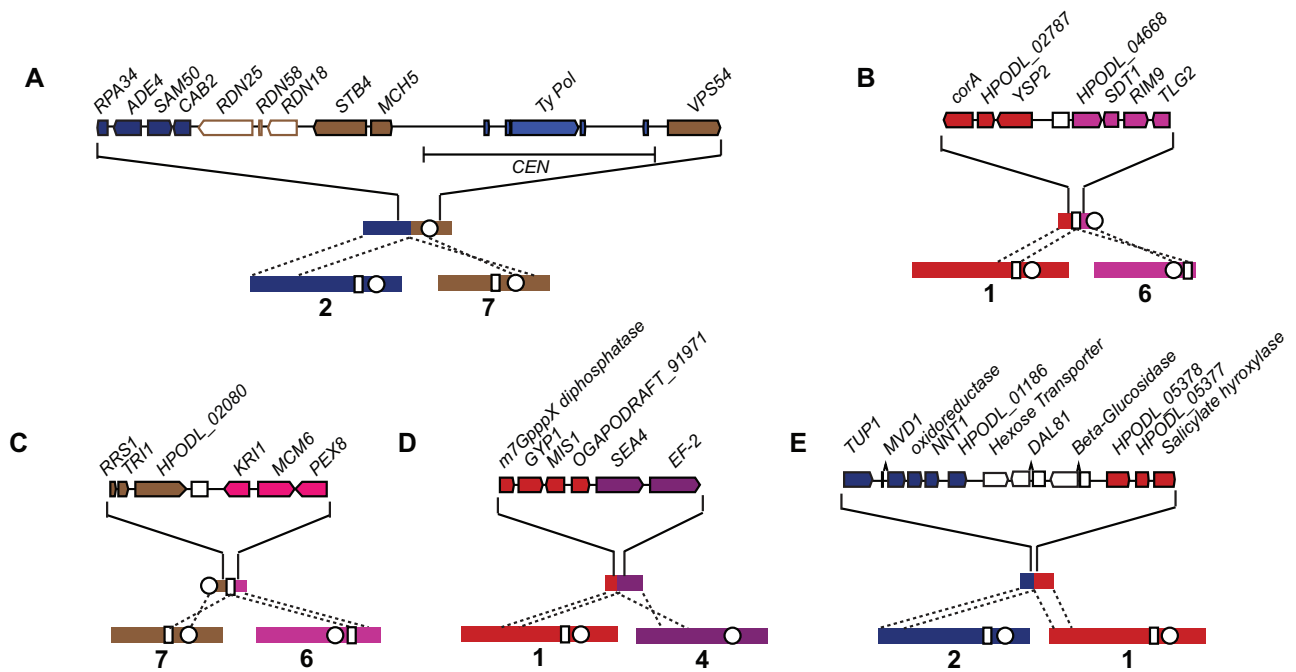 A
RPA34
ADE4
SAM50
CAB2
RDN25
RDN58
RDN18
STB4
MCH5
Ty Pol
VPS54
CEN
2
7
B
corA
HPODL_02787
YSP2
HPODL_04668
SDT1
RIM9
TLG2
1
6
C
RRS1
TRI1
HPODL_02080
KRI1
MCM6
PEX8
7
6
D
m7GpppX diphosphatase
GYP1
MIS1
OGAPODRAFT_91971
SEA4
EF-2
1
4
E
TUP1
MVD1
oxidoreductase
NNT1
HPODL_01186
Hexose Transporter
DAL81
Beta-Glucosidase
HPODL_05378
HPODL_05377
Salicylate hyroxylase
2
1